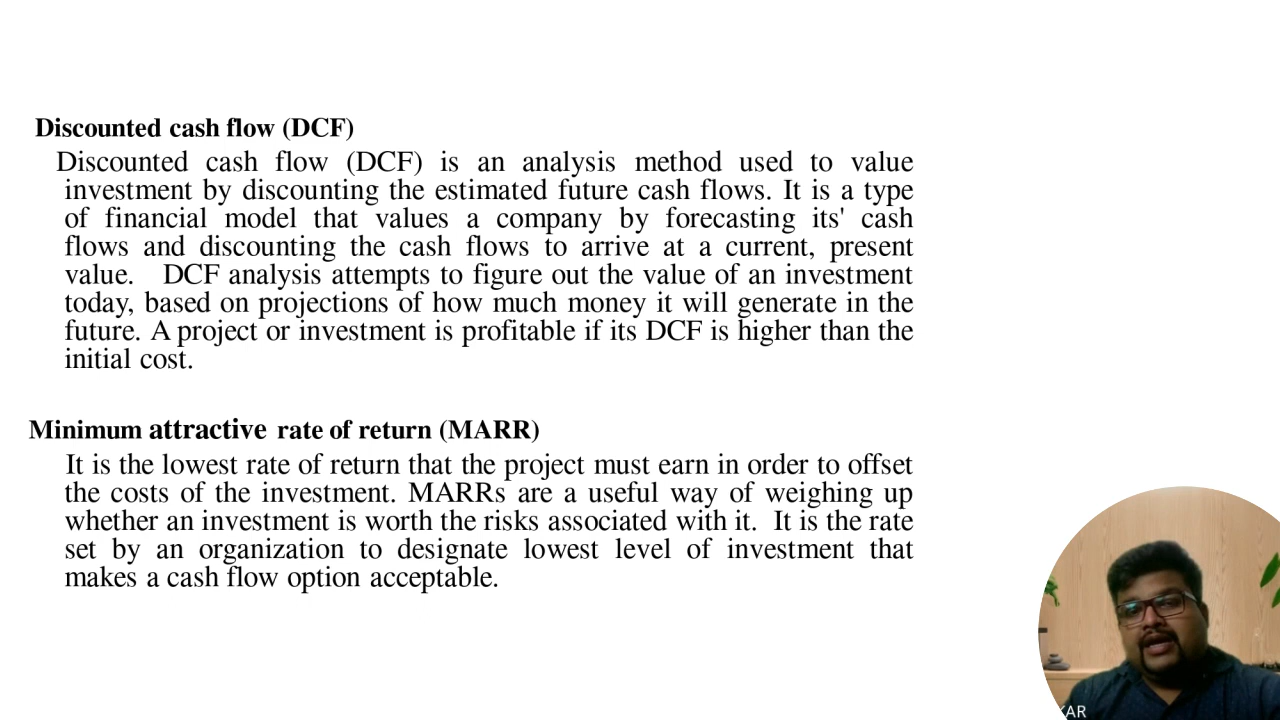 Discounted cash flow (DCF)
Discounted cash flow (DCF) is an analysis method used to value
investment by discounting the estimated future cash flows. It is a type
of financial model that values a company by forecasting its' cash
flows and discounting the cash flows to arrive at a current, present
value. DCF analysis attempts to figure out the value of an investment
today, based on projections of how much money it will generate in the
future. A project or investment is profitable if its DCF is higher than the
initial cost.
Minimum attractive rate of return (MARR)
It is the lowest rate of return that the project must earn in order to offset
the costs of the investment. MARRs are a useful way of weighing up
whether an investment is worth the risks associated with it. It is the rate
set by an organization to designate lowest level of investment that
makes a cash flow option acceptable.
KAR